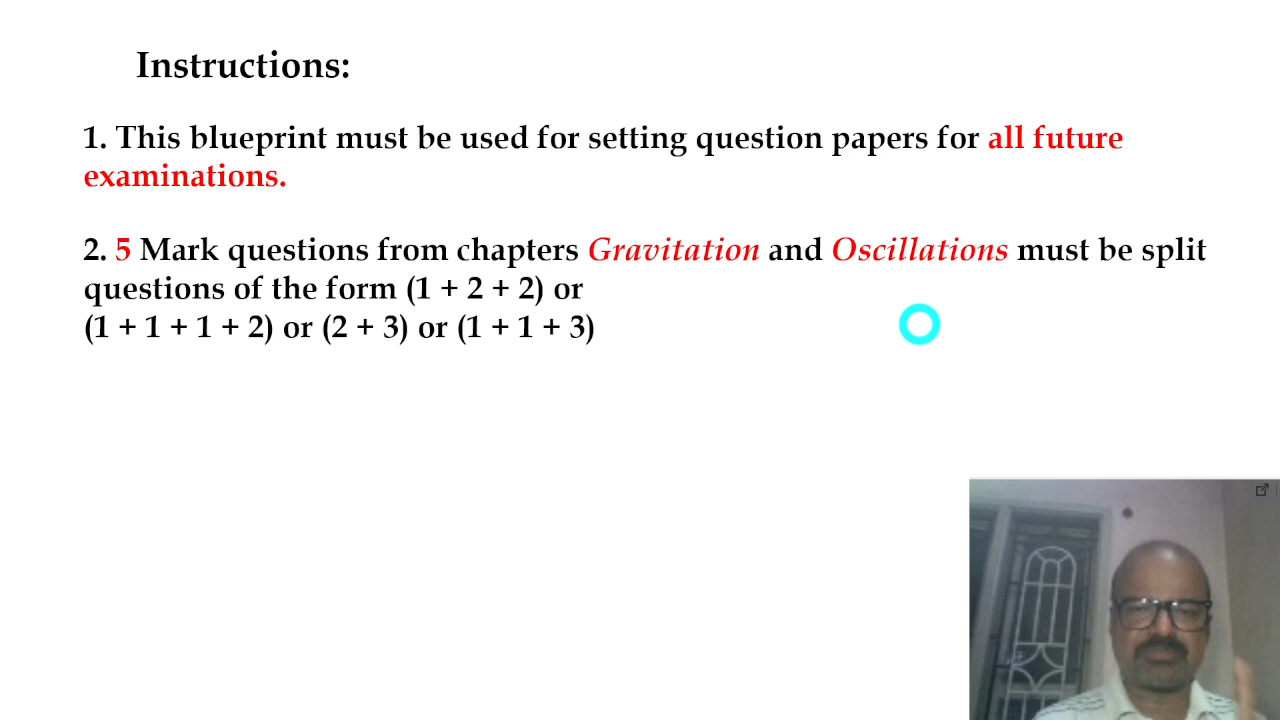 Instructions:
1. This blueprint must be used for setting question papers for all future
examinations.
2. 5 Mark questions from chapters Gravitation and Oscillations must be split
questions of the form (1 + 2 + 2) or
(1 + 1 + 1 + 2) or (2 + 3) or (1 + 1 + 3)